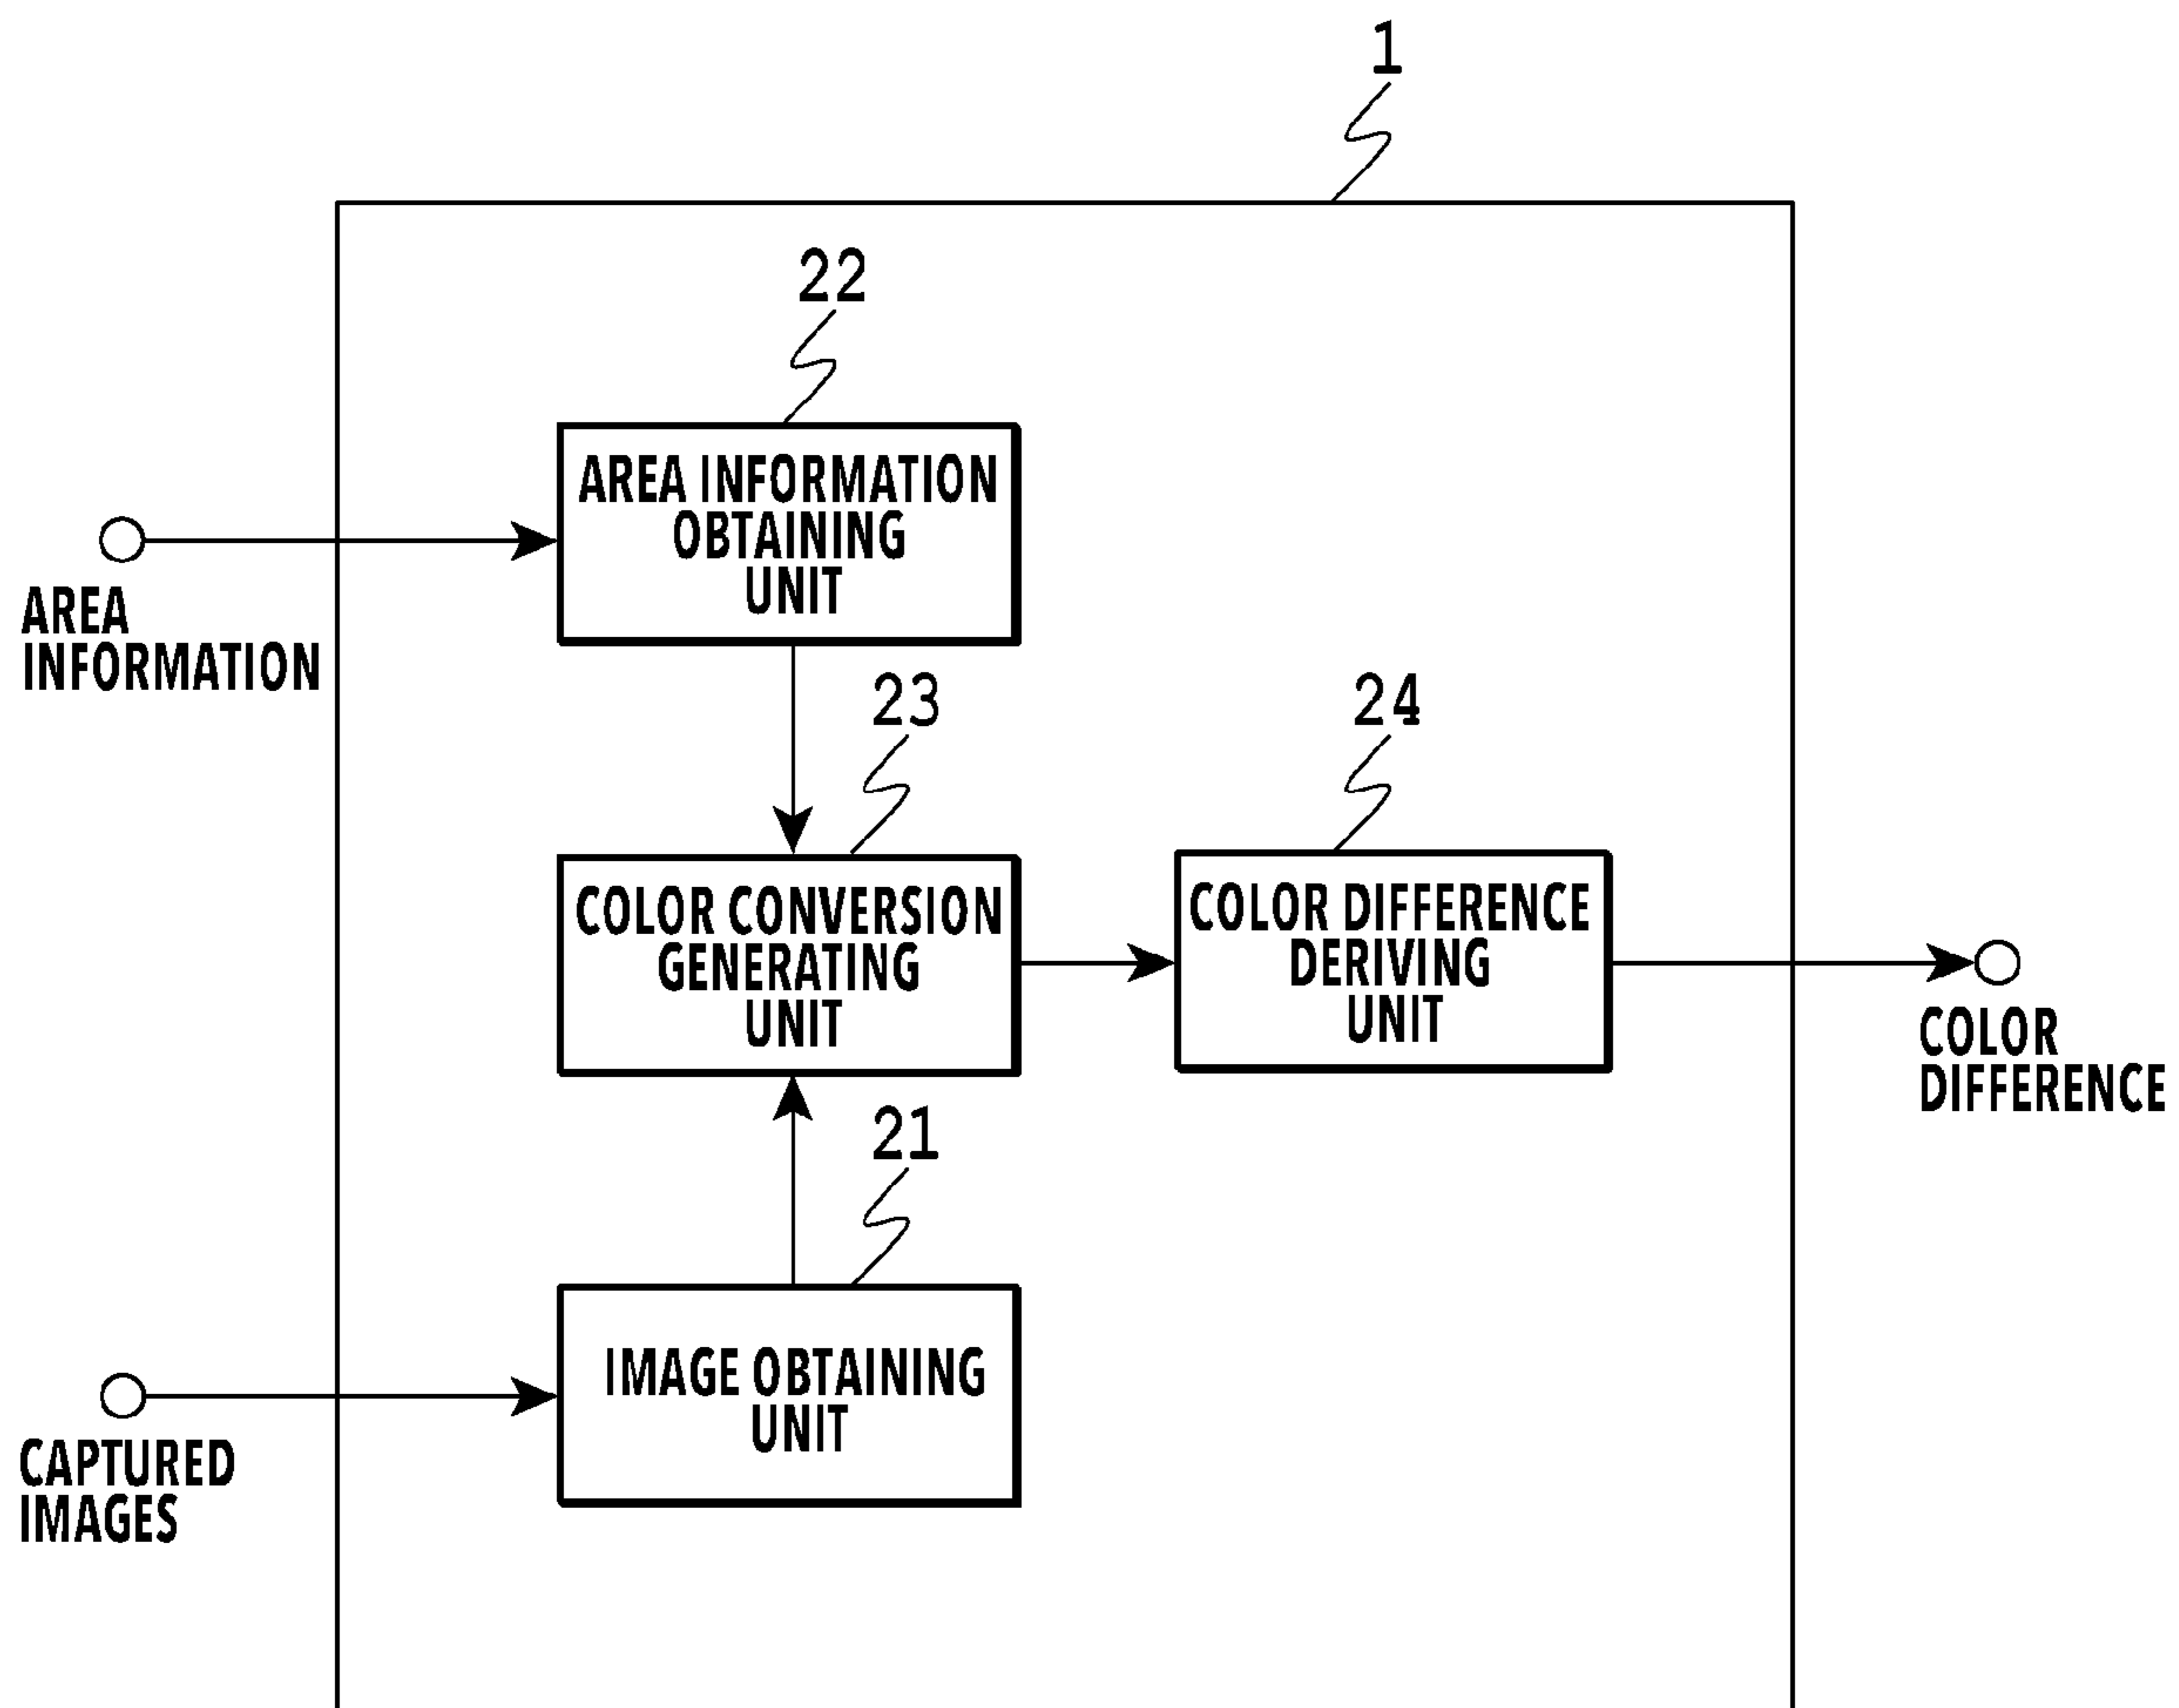 1
22
AREA INFORMATION
OBTAINING
UNIT
AREA
INFORMATION
23
24
COLOR CONVERSION
GENERATING
UNIT
COLOR DIFFERENCE
DERIVING
UNIT
COLOR
DIFFERENCE
21
IMAGE OBTAINING
UNIT
CAPTURED
IMAGES